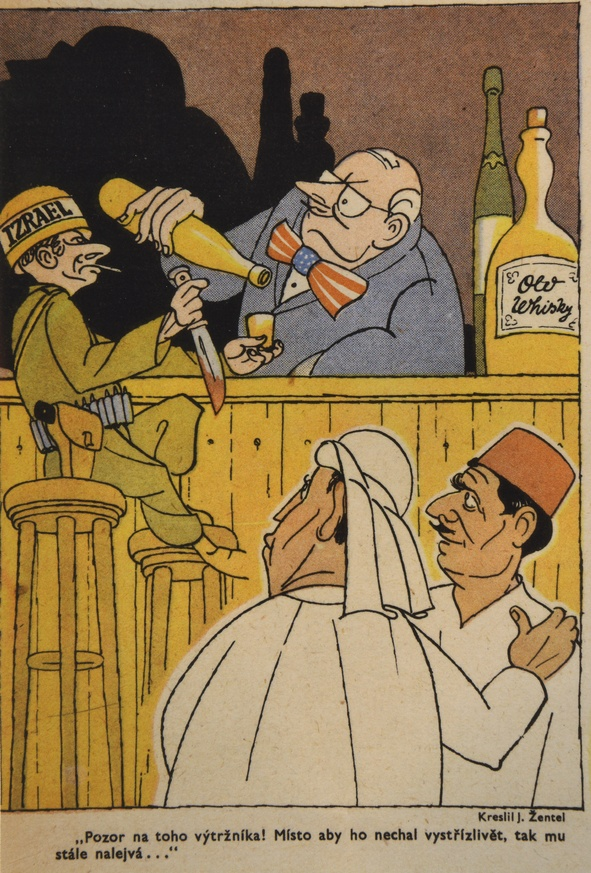 IZRAEL
Old
Whisky
Kreslil J. Žentel
„Pozor na toho výtržníka! Místo aby ho nechal vystřízlivět, tak mu
stále nalejvá...“